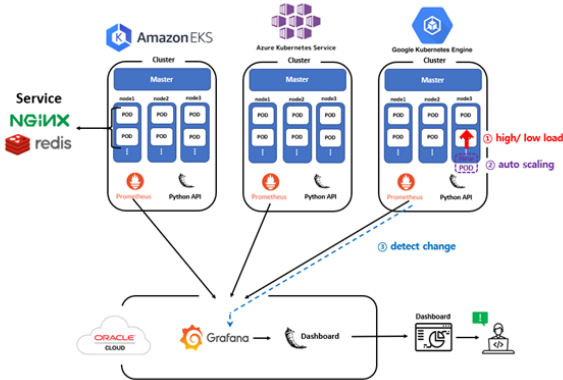 Amazon EKS
Azure Kubernetes Service
Google Kubernetes Engine
Cluster
Cluster
Cluster
Master
Master
Master
node1 node2 node3
node1 node2 node3
node1 node2 node3
POD POD POD
POD POD POD
POD POD POD
POD POD POD
POD POD POD
POD POD
Service
NGINX
redis
① high/ low load
New
POD
② auto scaling
Prometheus Python API
Prometheus Python API
Prometheus Python API
③ detect change
ORACLE
CLOUD
Grafana
Dashboard
Dashboard
!